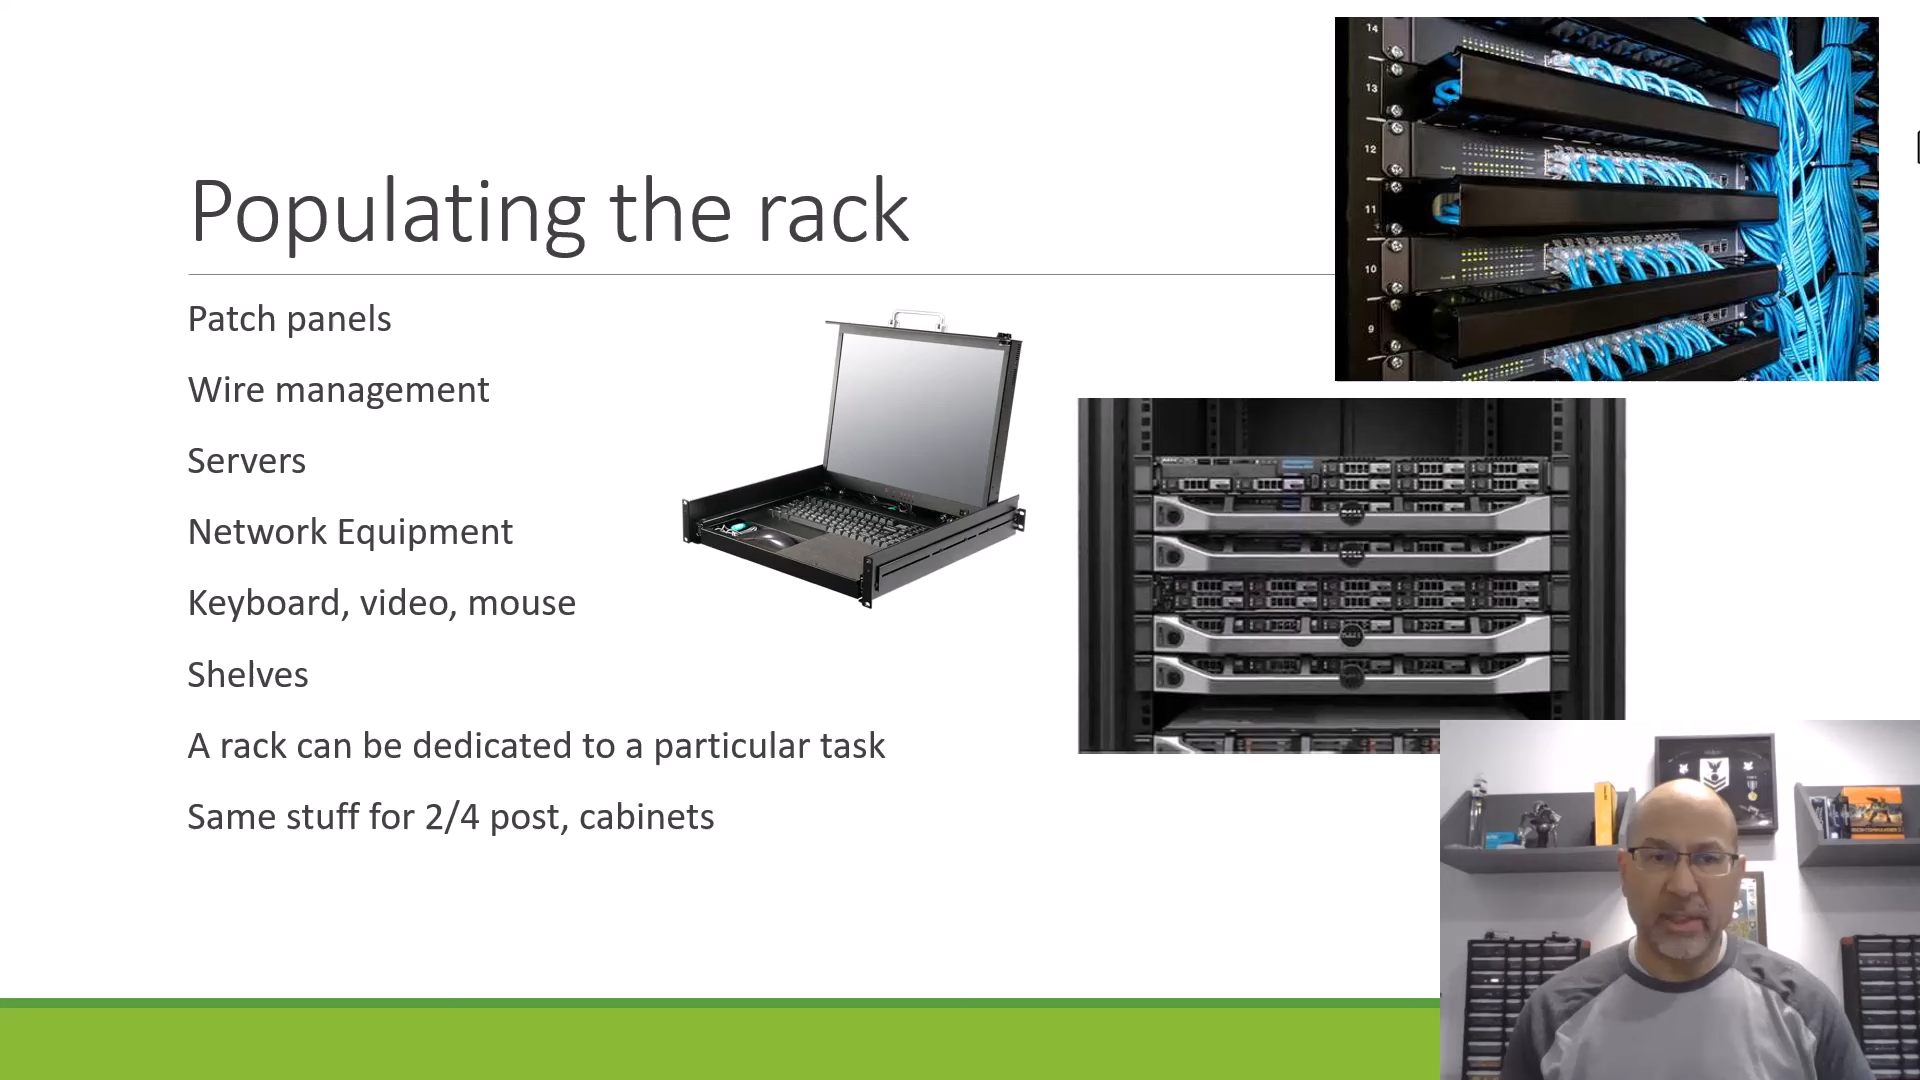 Populating the rack
Patch panels
Wire management
Servers
Network Equipment
Keyboard, video, mouse
Shelves
A rack can be dedicated to a particular task
Same stuff for 2/4 post, cabinets
14
13
12
11
10
9